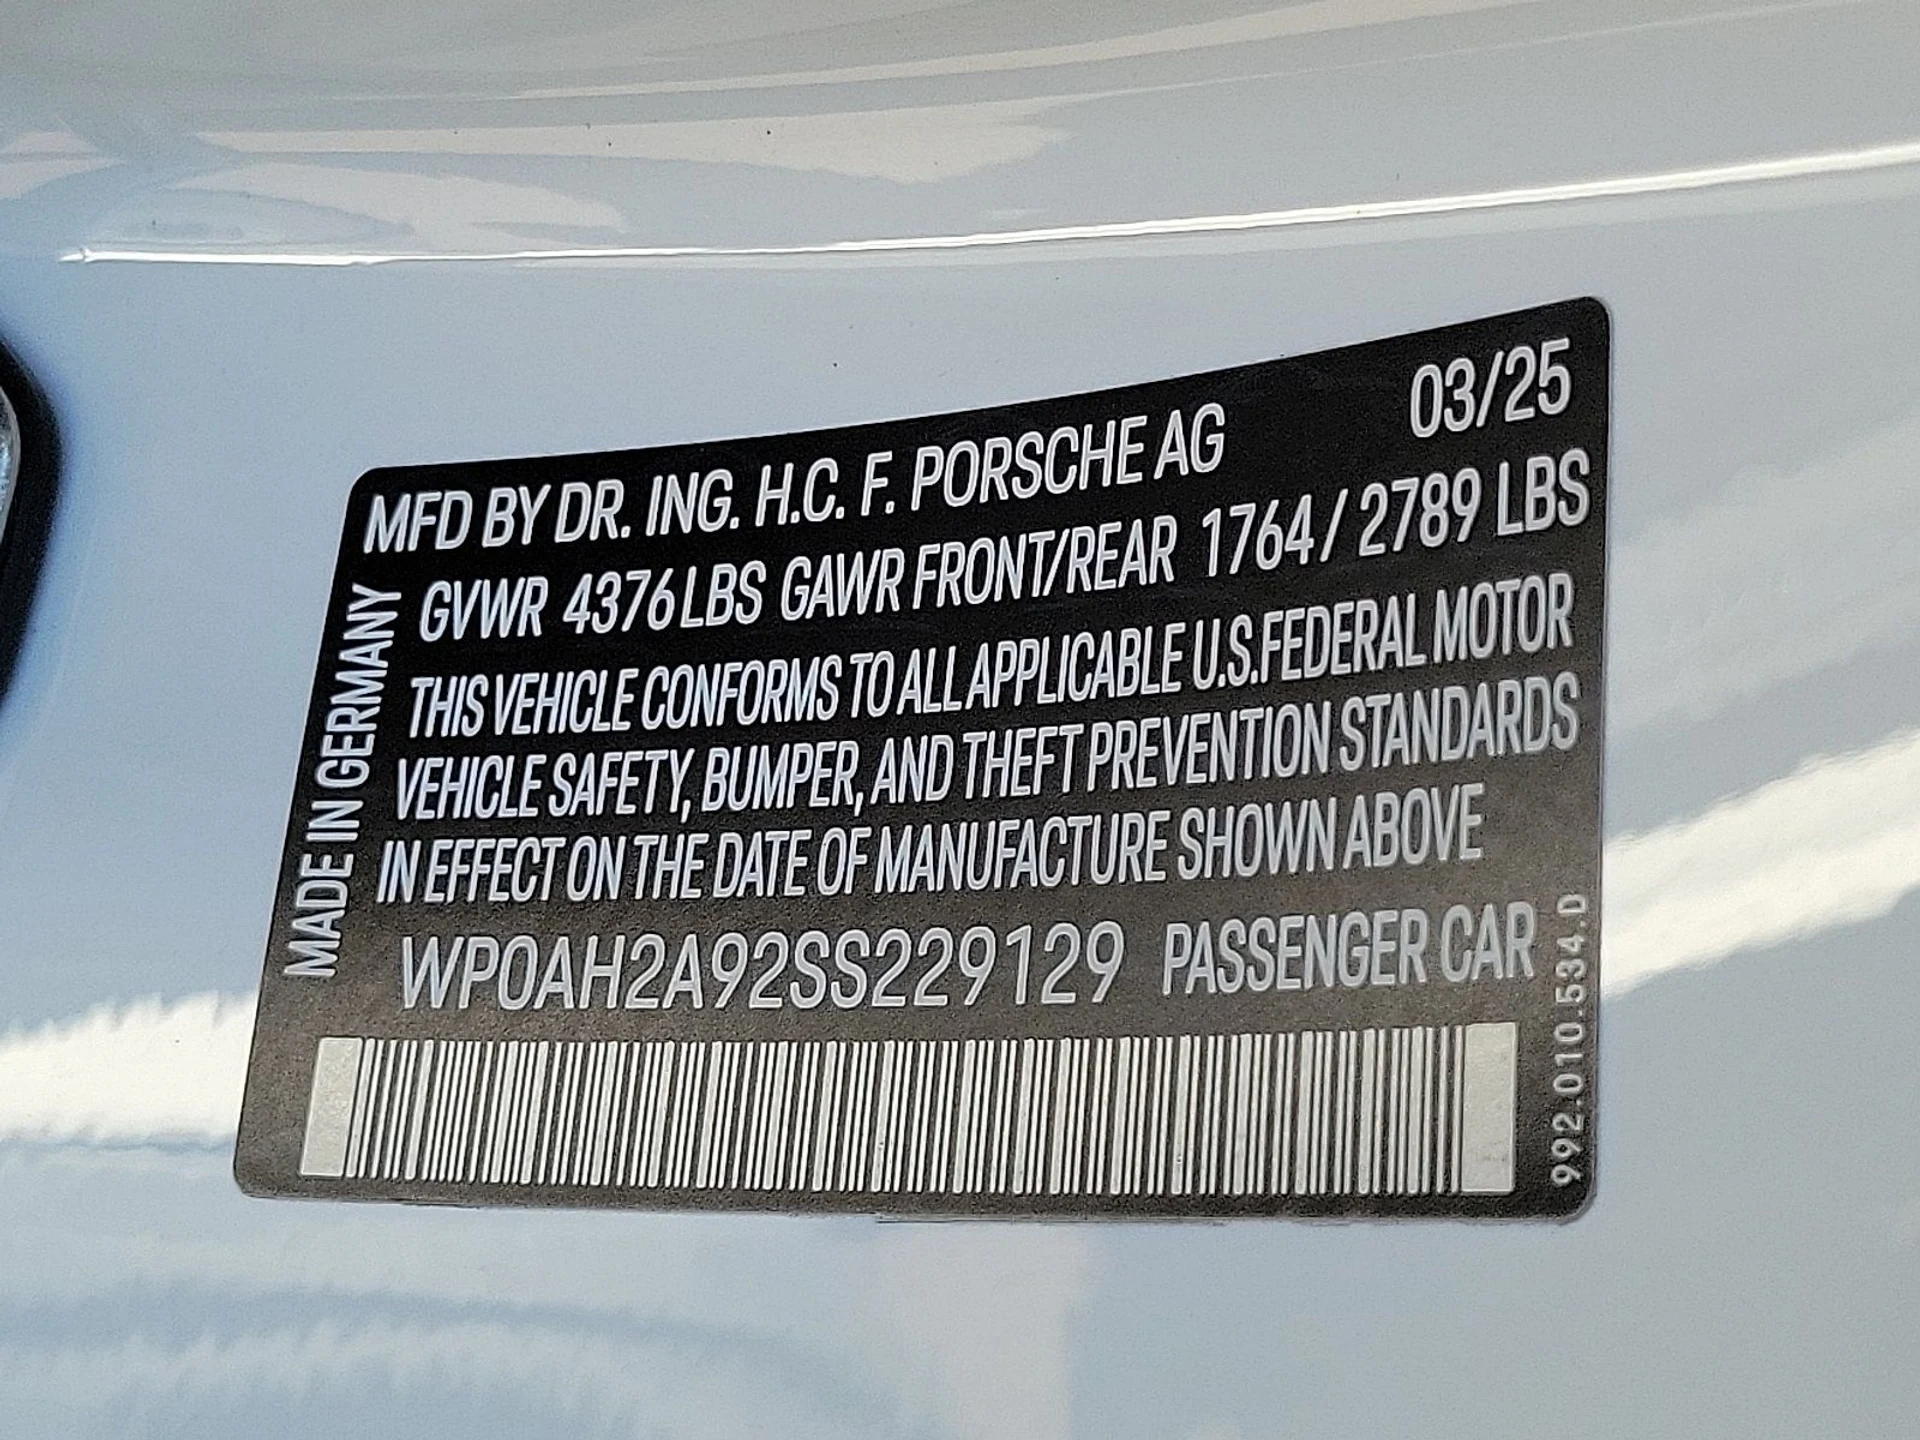 MFD BY DR. ING. H.C. F. PORSCHE AG 03/25
GVWR 4376 LBS GAWR FRONT/REAR 1764 / 2789 LBS
THIS VEHICLE CONFORMS TO ALL APPLICABLE U.S. FEDERAL MOTOR
VEHICLE SAFETY, BUMPER, AND THEFT PREVENTION STANDARDS
IN EFFECT ON THE DATE OF MANUFACTURE SHOWN ABOVE
WP0AH2A92SS229129 PASSENGER CAR
MADE IN GERMANY
992.010.534.D